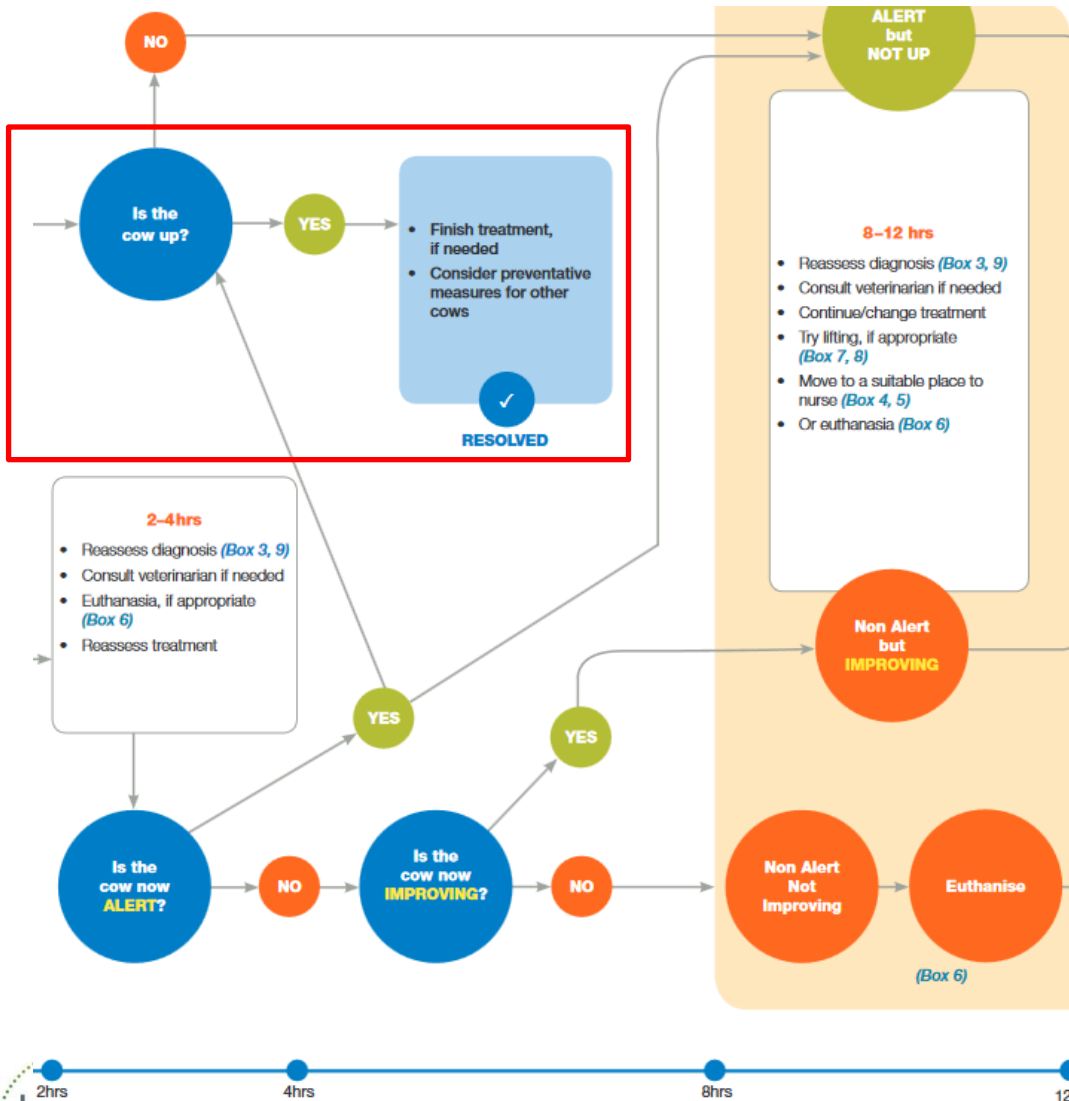 NO
ALERT
but
NOT UP
Is the
cow up?
YES
• Finish treatment,
if needed
• Consider preventative
measures for other
cows
✓
RESOLVED
8–12 hrs
• Reassess diagnosis (Box 3, 9)
• Consult veterinarian if needed
• Continue/change treatment
• Try lifting, if appropriate
(Box 7, 8)
• Move to a suitable place to
nurse (Box 4, 5)
• Or euthanasia (Box 6)
2–4hrs
• Reassess diagnosis (Box 3, 9)
• Consult veterinarian if needed
• Euthanasia, if appropriate
(Box 6)
• Reassess treatment
Non Alert
but
IMPROVING
YES
YES
Is the
cow now
ALERT?
NO
Is the
cow now
IMPROVING?
NO
Non Alert
Not
Improving
Euthanise
(Box 6)
2hrs
4hrs
8hrs
12